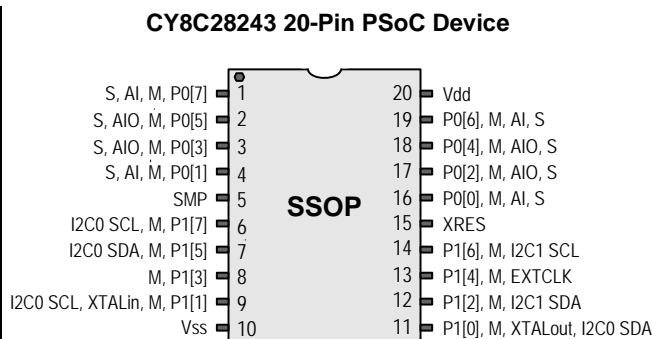 CY8C28243 20-Pin PSoC Device
S, AI, M, P0[7] 1 20 Vdd
S, AIO, M, P0[5] 2 19 P0[6], M, AI, S
S, AIO, M, P0[3] 3 18 P0[4], M, AIO, S
S, AI, M, P0[1] 4 17 P0[2], M, AIO, S
SMP 5 SSOP 16 P0[0], M, AI, S
I2C0 SCL, M, P1[7] 6 15 XRES
I2C0 SDA, M, P1[5] 7 14 P1[6], M, I2C1 SCL
M, P1[3] 8 13 P1[4], M, EXTCLK
I2C0 SCL, XTALin, M, P1[1] 9 12 P1[2], M, I2C1 SDA
Vss 10 11 P1[0], M, XTALout, I2C0 SDA